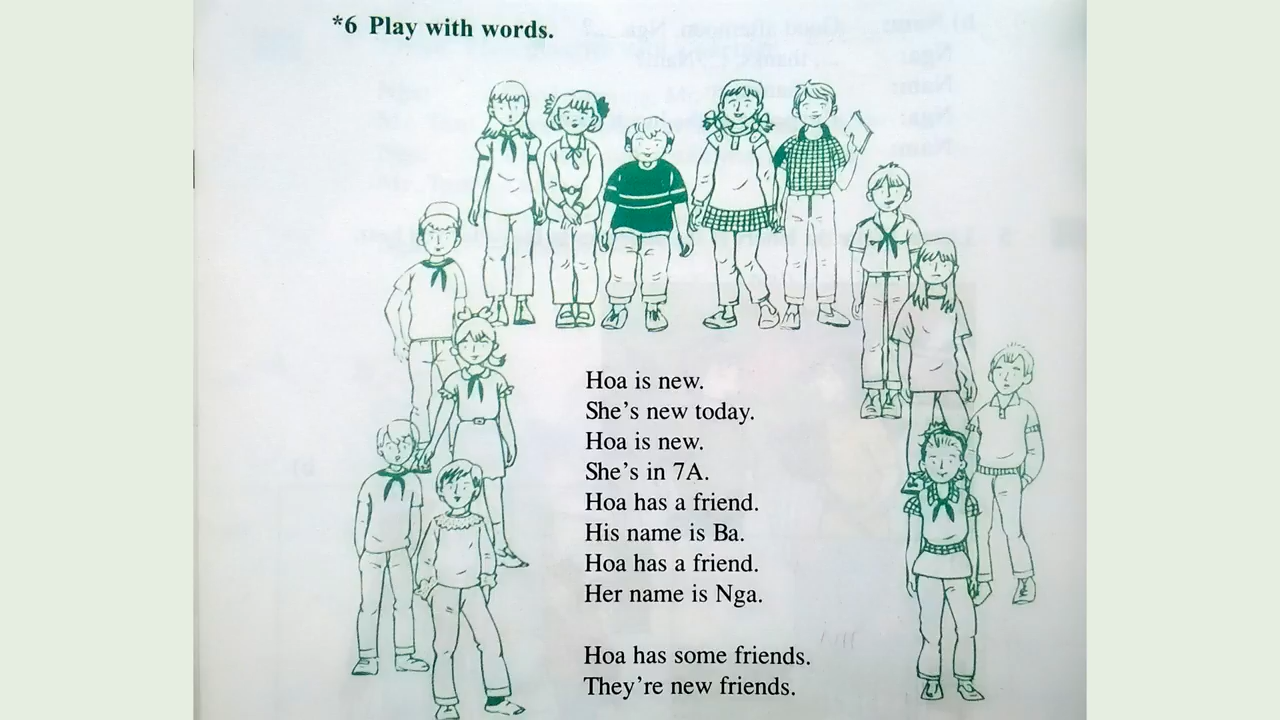 *6 Play with words.
Hoa is new.
She's new today.
Hoa is new.
She's in 7A.
Hoa has a friend.
His name is Ba.
Hoa has a friend.
Her name is Nga.
Hoa has some friends.
They're new friends.